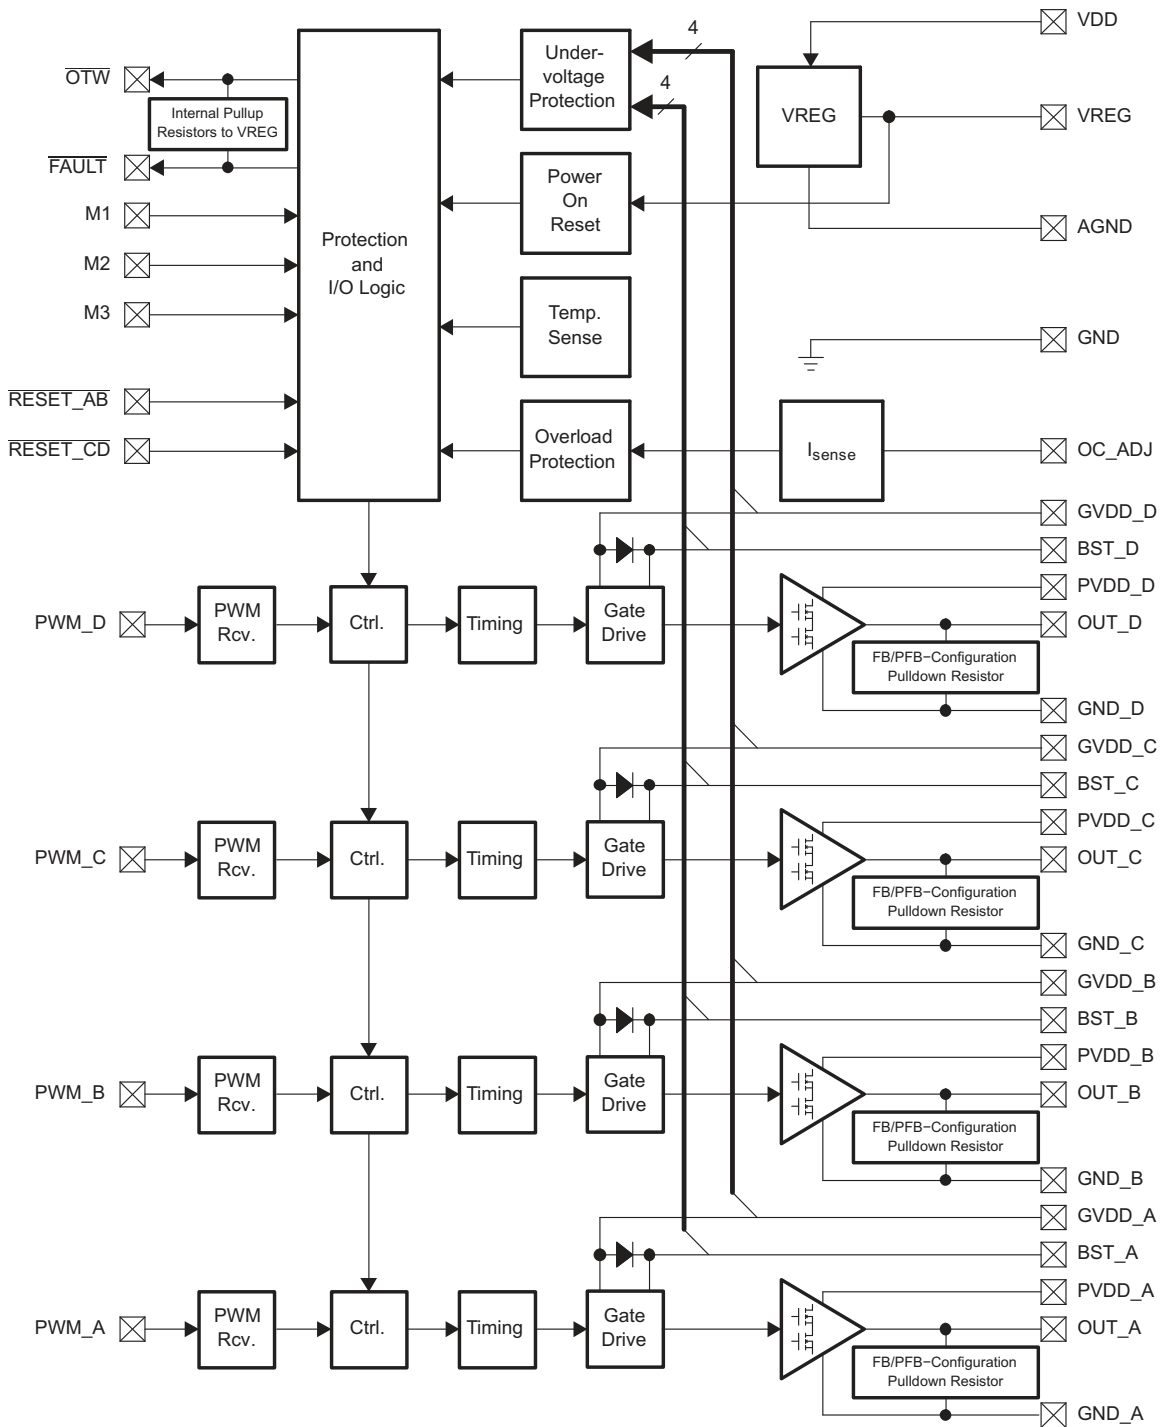 4
VDD
OTW
Under-
voltage
Protection
4
Internal Pullup
Resistors to VREG
VREG
VREG
FAULT
M1
Power
On
Reset
AGND
Protection
and
I/O Logic
M2
M3
Temp.
Sense
GND
RESET_AB
RESET_CD
Overload
Protection
Isense
OC_ADJ
GVDD_D
BST_D
PVDD_D
PWM_D
PWM
Rcv.
Ctrl.
Timing
Gate
Drive
OUT_D
FB/PFB−Configuration
Pulldown Resistor
GND_D
GVDD_C
BST_C
PVDD_C
PWM_C
PWM
Rcv.
Ctrl.
Timing
Gate
Drive
OUT_C
FB/PFB−Configuration
Pulldown Resistor
GND_C
GVDD_B
BST_B
PVDD_B
PWM_B
PWM
Rcv.
Ctrl.
Timing
Gate
Drive
OUT_B
FB/PFB−Configuration
Pulldown Resistor
GND_B
GVDD_A
BST_A
PVDD_A
PWM_A
PWM
Rcv.
Ctrl.
Timing
Gate
Drive
OUT_A
FB/PFB−Configuration
Pulldown Resistor
GND_A